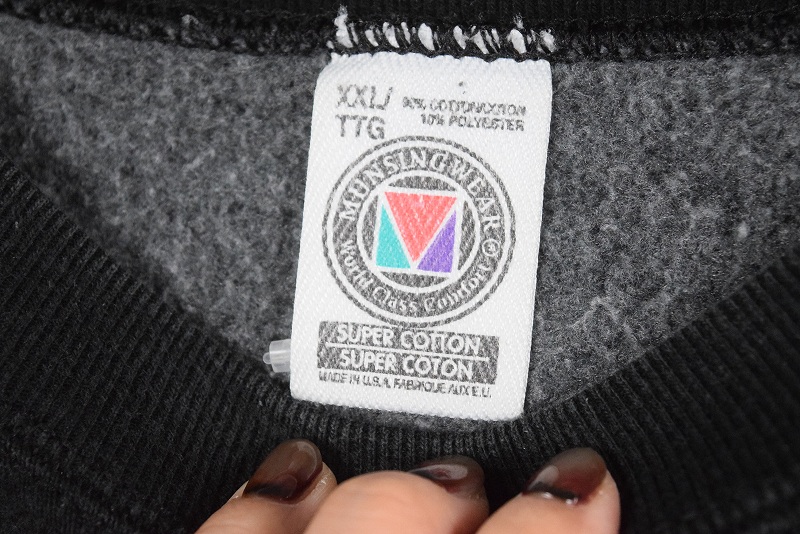 XXL/
TTG
90% COTTON/COTON
10% POLYESTER
MUNSINGWEAR®
World Class Comfort
SUPER COTTON
SUPER COTON
MADE IN U.S.A. FABRIQUE AUX E.U.